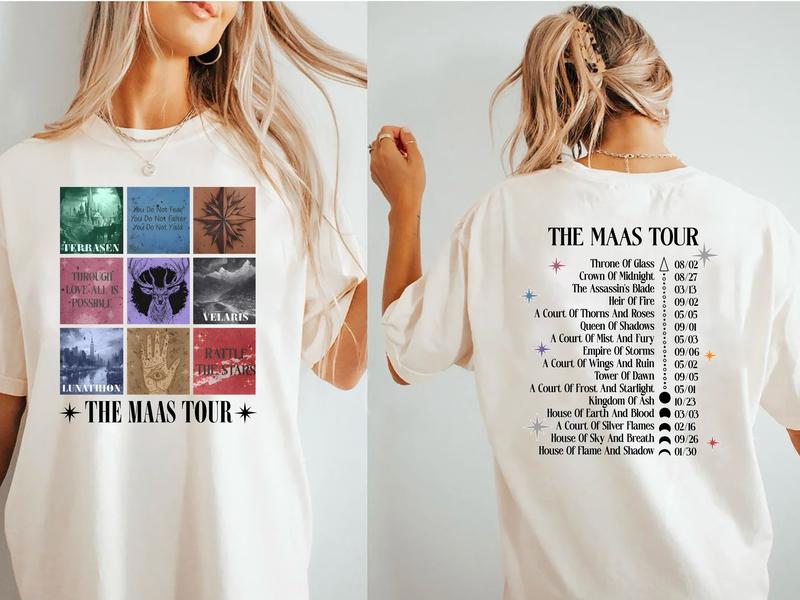 TERRASEN
You Do Not Fear
You Do Not Falter
You Do Not Yield
THROUGH
LOVE ALL IS
POSSIBLE
VELARIS
LUNATHION
RATTLE
THE STARS
THE MAAS TOUR
THE MAAS TOUR
Throne Of Glass 08/02
Crown Of Midnight 08/27
The Assassin's Blade 03/13
Heir Of Fire 09/02
A Court Of Thorns And Roses 05/05
Queen Of Shadows 09/01
A Court Of Mist And Fury 05/03
Empire Of Storms 09/06
A Court Of Wings And Ruin 05/02
Tower Of Dawn 09/05
A Court Of Frost And Starlight 05/01
Kingdom Of Ash 10/23
House Of Earth And Blood 03/03
A Court Of Silver Flames 02/16
House Of Sky And Breath 09/26
House Of Flame And Shadow 01/30